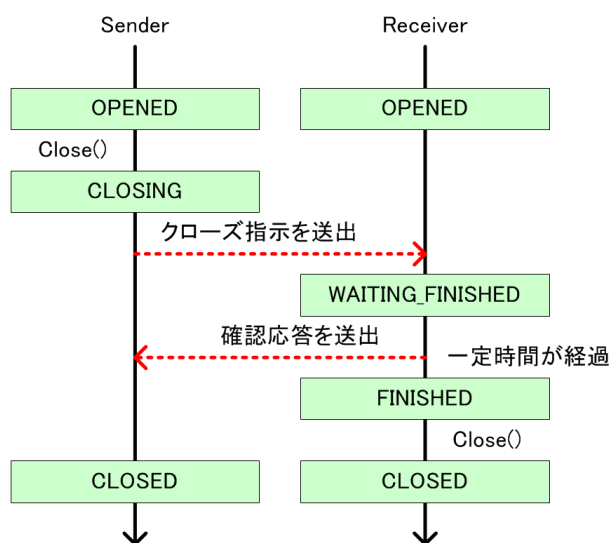 Sender
Receiver
OPENED
OPENED
Close()
CLOSING
クローズ指示を送出
WAITING_FINISHED
確認応答を送出
一定時間が経過
FINISHED
Close()
CLOSED
CLOSED